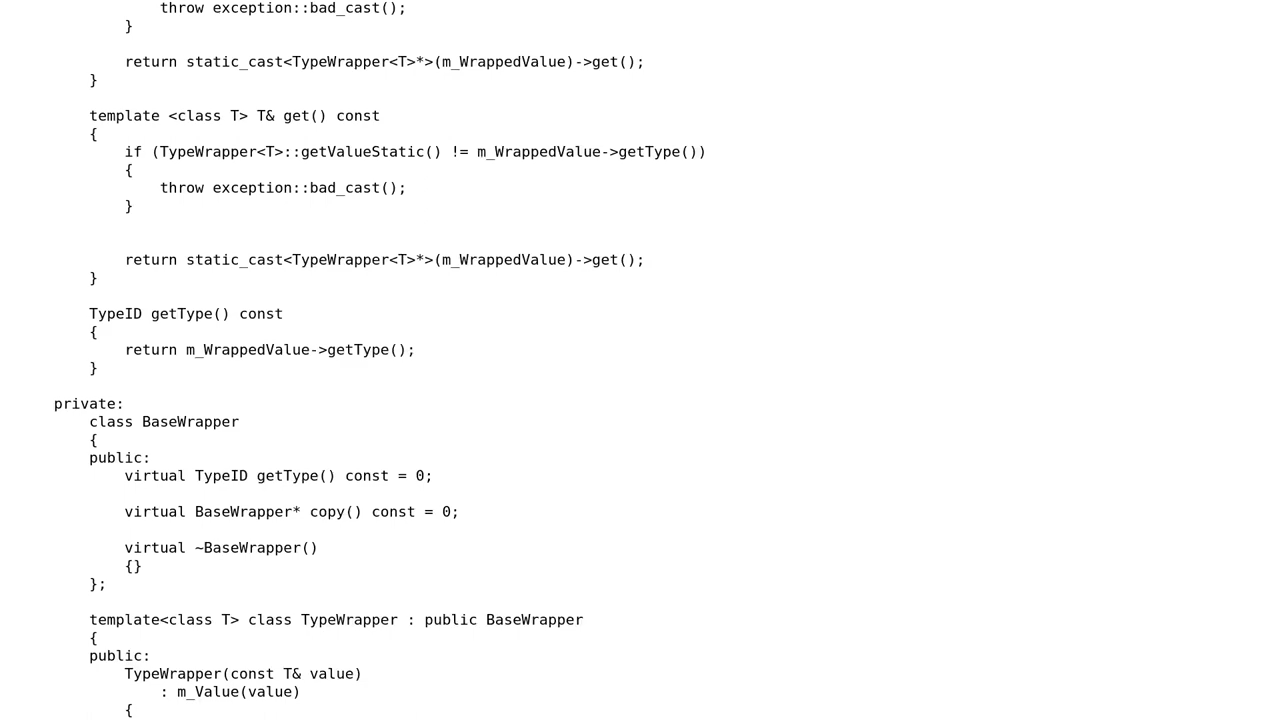 throw exception::bad_cast();
        }

        return static_cast<TypeWrapper<T>*>(m_WrappedValue)->get();
    }

    template <class T> T& get() const
    {
        if (TypeWrapper<T>::getValueStatic() != m_WrappedValue->getType())
        {
            throw exception::bad_cast();
        }


        return static_cast<TypeWrapper<T>*>(m_WrappedValue)->get();
    }

    TypeID getType() const
    {
        return m_WrappedValue->getType();
    }

private:
    class BaseWrapper
    {
    public:
        virtual TypeID getType() const = 0;

        virtual BaseWrapper* copy() const = 0;

        virtual ~BaseWrapper()
        {}
    };

    template<class T> class TypeWrapper : public BaseWrapper
    {
    public:
        TypeWrapper(const T& value)
            : m_Value(value)
        {